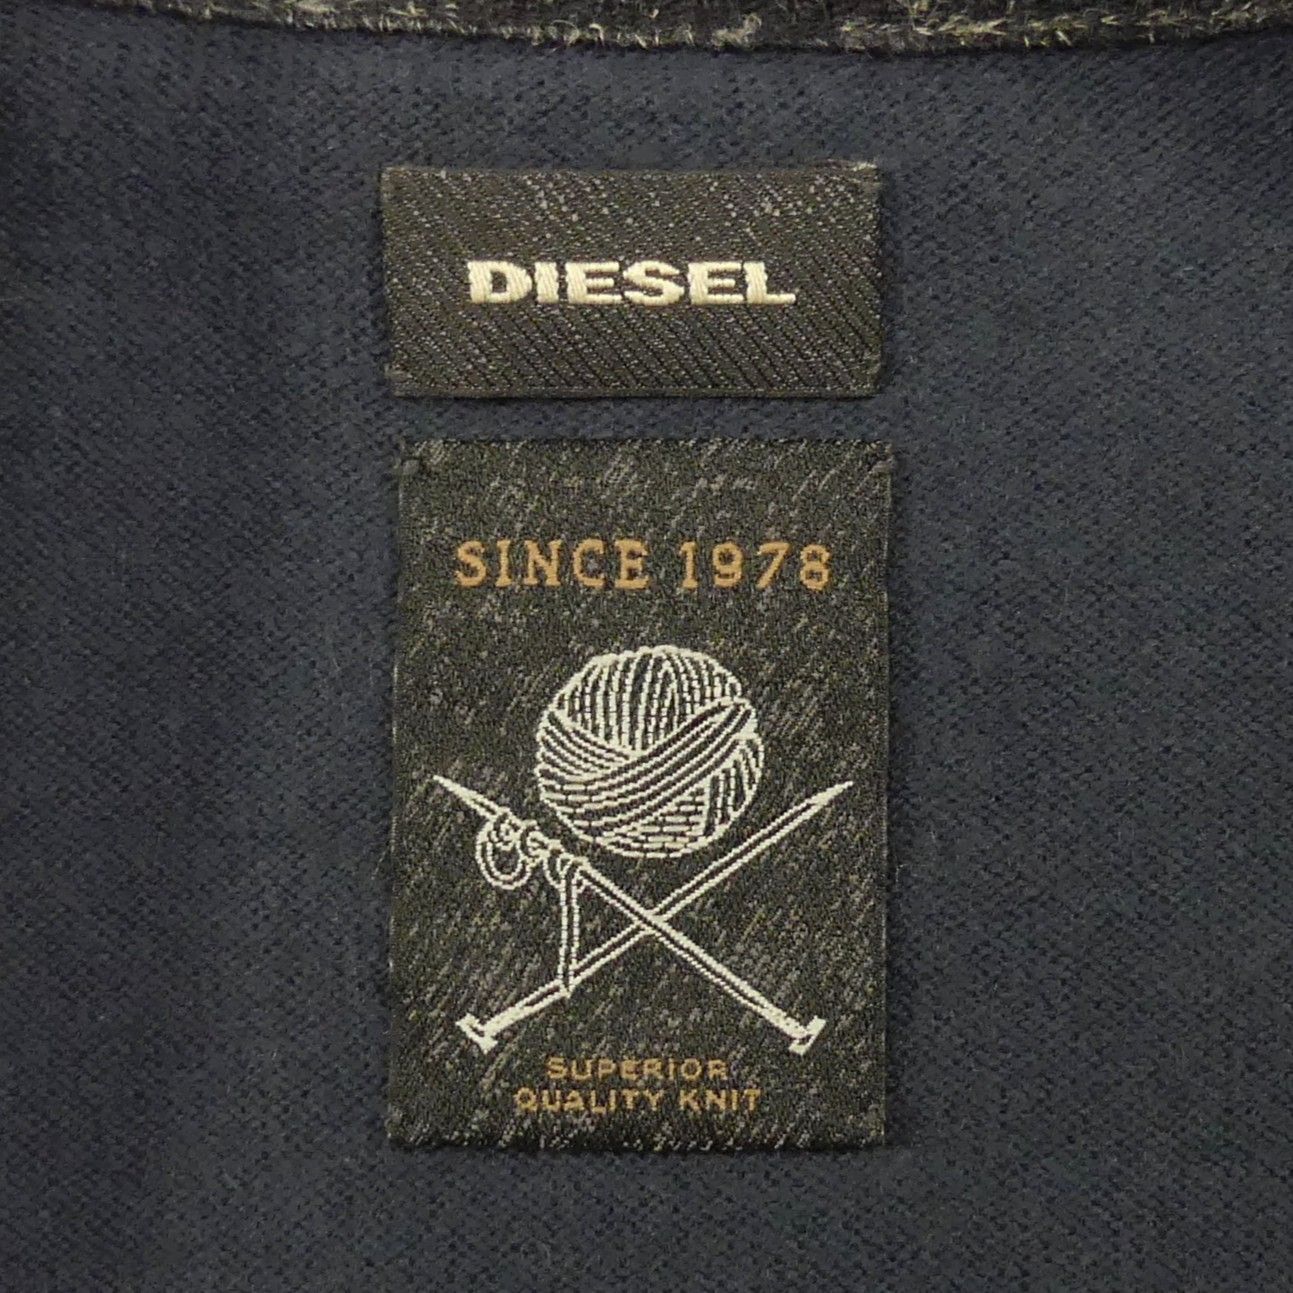 DIESEL
SINCE 1978
SUPERIOR
QUALITY KNIT